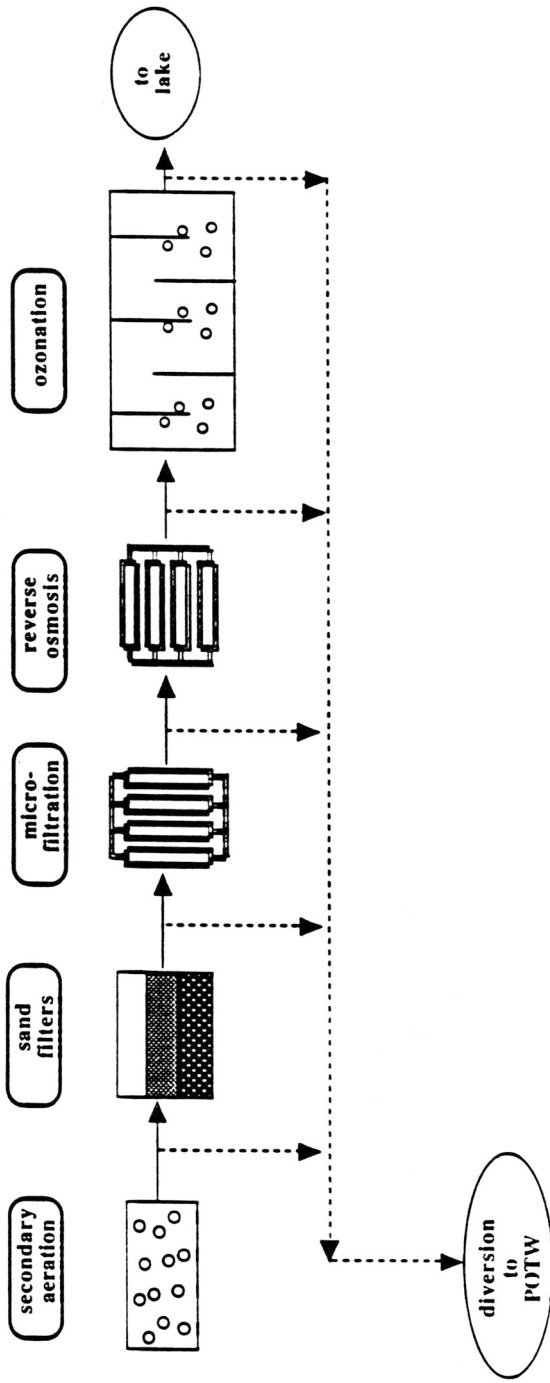 secondary
aeration
sand
filters
micro-
filtration
reverse
osmosis
ozonation
to
lake
diversion
to
POTW